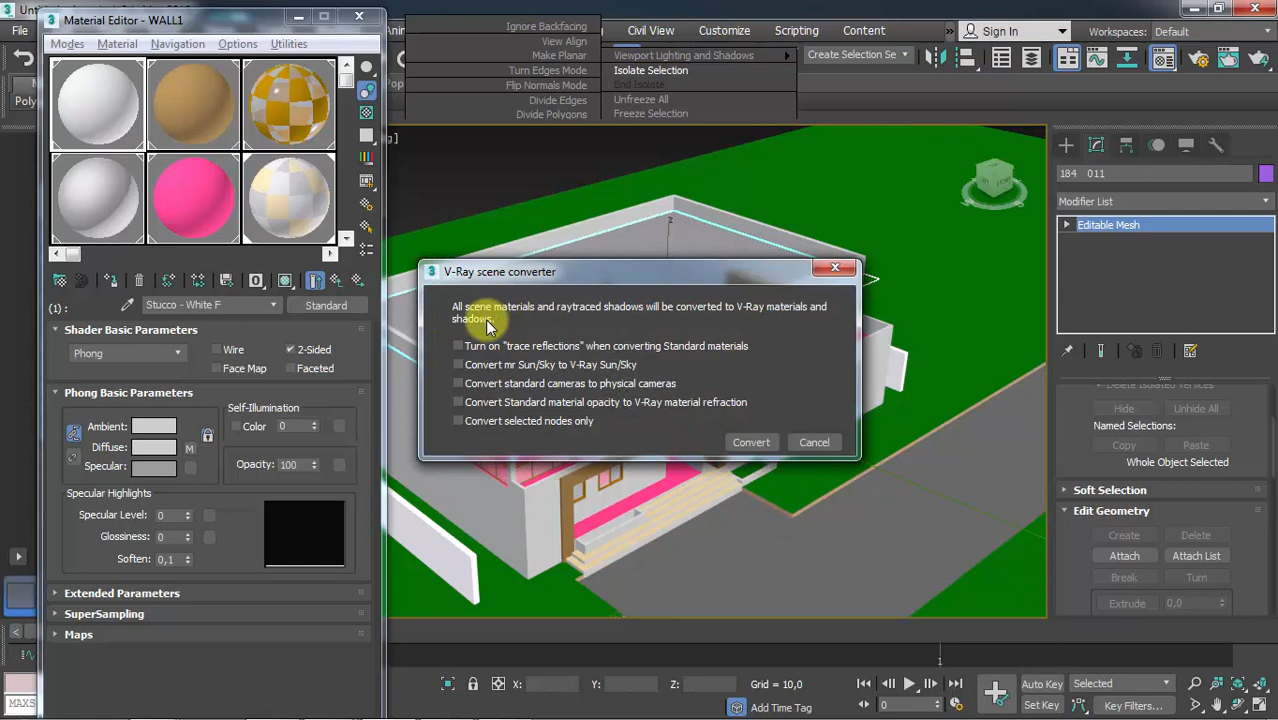 Material Editor - WALL1
Modes Material Navigation Options Utilities
(1) : Stucco - White F Standard
Shader Basic Parameters
Phong Wire 2-Sided
Face Map Faceted
Phong Basic Parameters
Self-Illumination
Ambient: Color 0
Diffuse: M
Specular: Opacity: 100
Specular Highlights
Specular Level: 0
Glossiness: 0
Soften: 0,1
Extended Parameters
SuperSampling
Maps
File
Civil View Customize Scripting Content
Sign In Workspaces: Default
Ignore Backfacing
View Align
Make Planar
Turn Edges Mode
Flip Normals Mode
Divide Edges
Divide Polygons
Viewport Lighting and Shadows
Isolate Selection
End Isolate
Unfreeze All
Freeze Selection
Create Selection Se
V-Ray scene converter
All scene materials and raytraced shadows will be converted to V-Ray materials and
shadows.
Turn on "trace reflections" when converting Standard materials
Convert mr Sun/Sky to V-Ray Sun/Sky
Convert standard cameras to physical cameras
Convert Standard material opacity to V-Ray material refraction
Convert selected nodes only
Convert Cancel
184 011
Modifier List
Editable Mesh
Delete Isolated Vertices
Hide Unhide All
Named Selections:
Copy Paste
Whole Object Selected
Soft Selection
Edit Geometry
Create Delete
Attach Attach List
Break Turn
Extrude 0,0
z
1
MAXS
X: Y: Z: Grid = 10,0
Add Time Tag
0
Auto Key Selected
Set Key Key Filters...